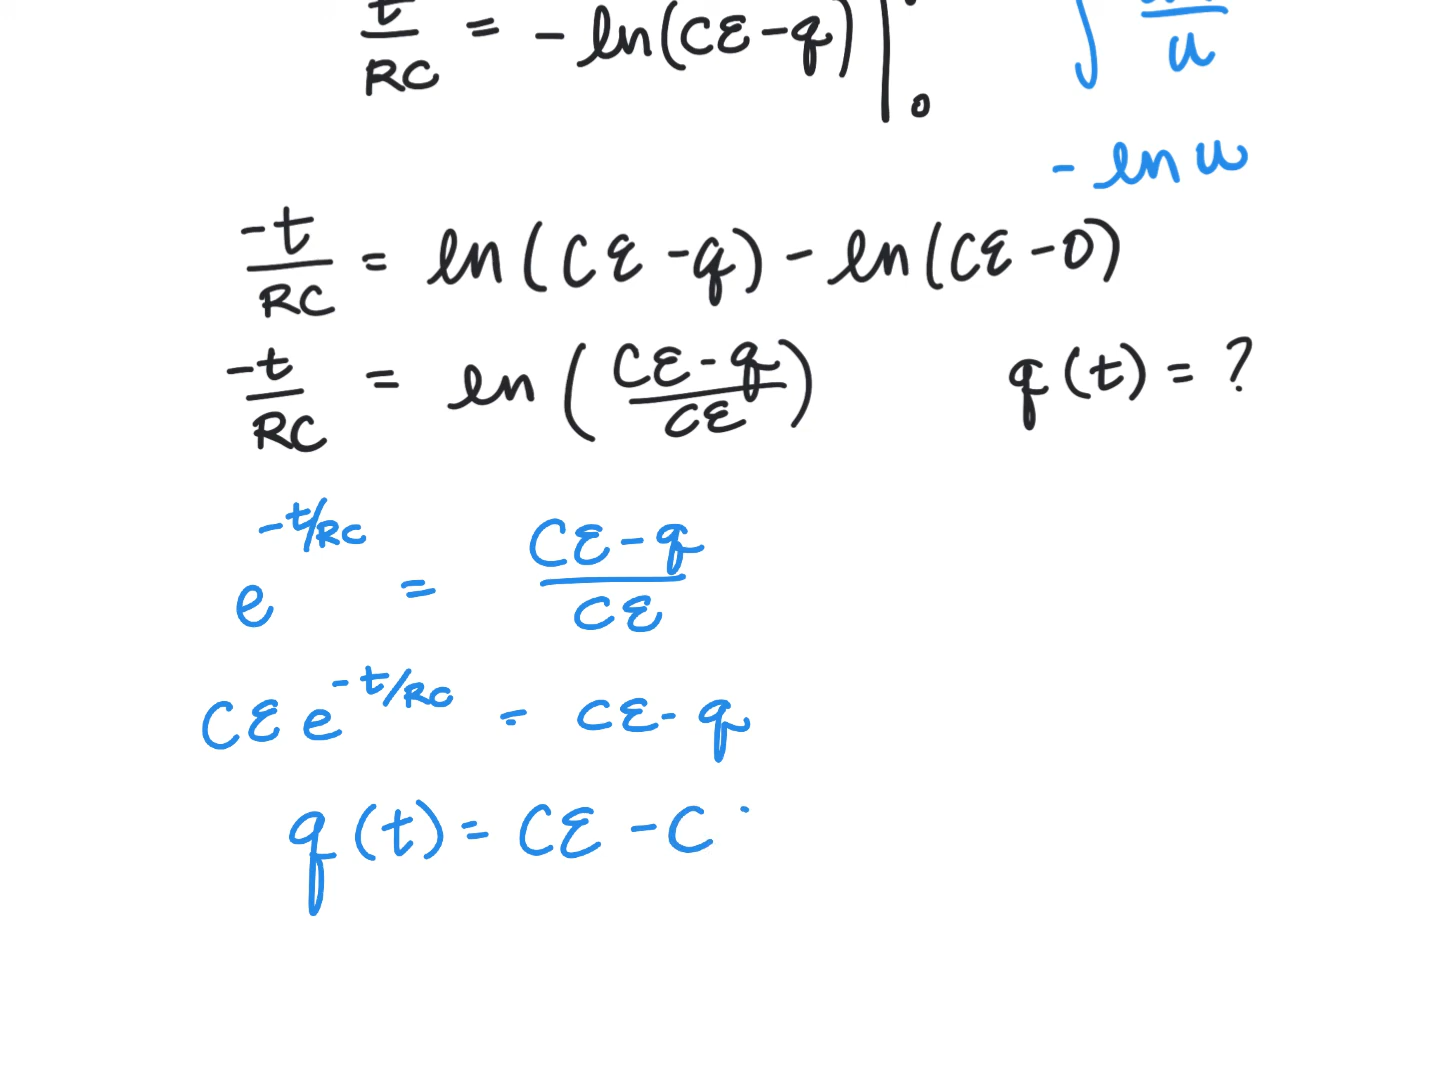 t/RC = - ln(Cε - q) |₀
∫ /u
- ln u
-t/RC = ln(Cε - q) - ln(Cε - 0)
-t/RC = ln((Cε - q)/Cε) q(t) = ?
e^(-t/RC) = (Cε - q)/Cε
Cε e^(-t/RC) = Cε - q
q(t) = Cε - C